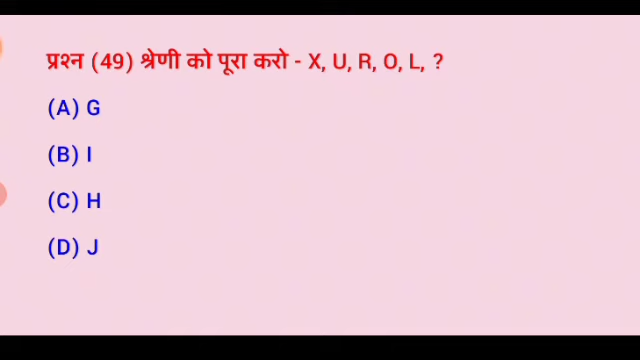 प्रश्न (49) श्रेणी को पूरा करो - X, U, R, O, L, ?
(A) G
(B) I
(C) H
(D) J